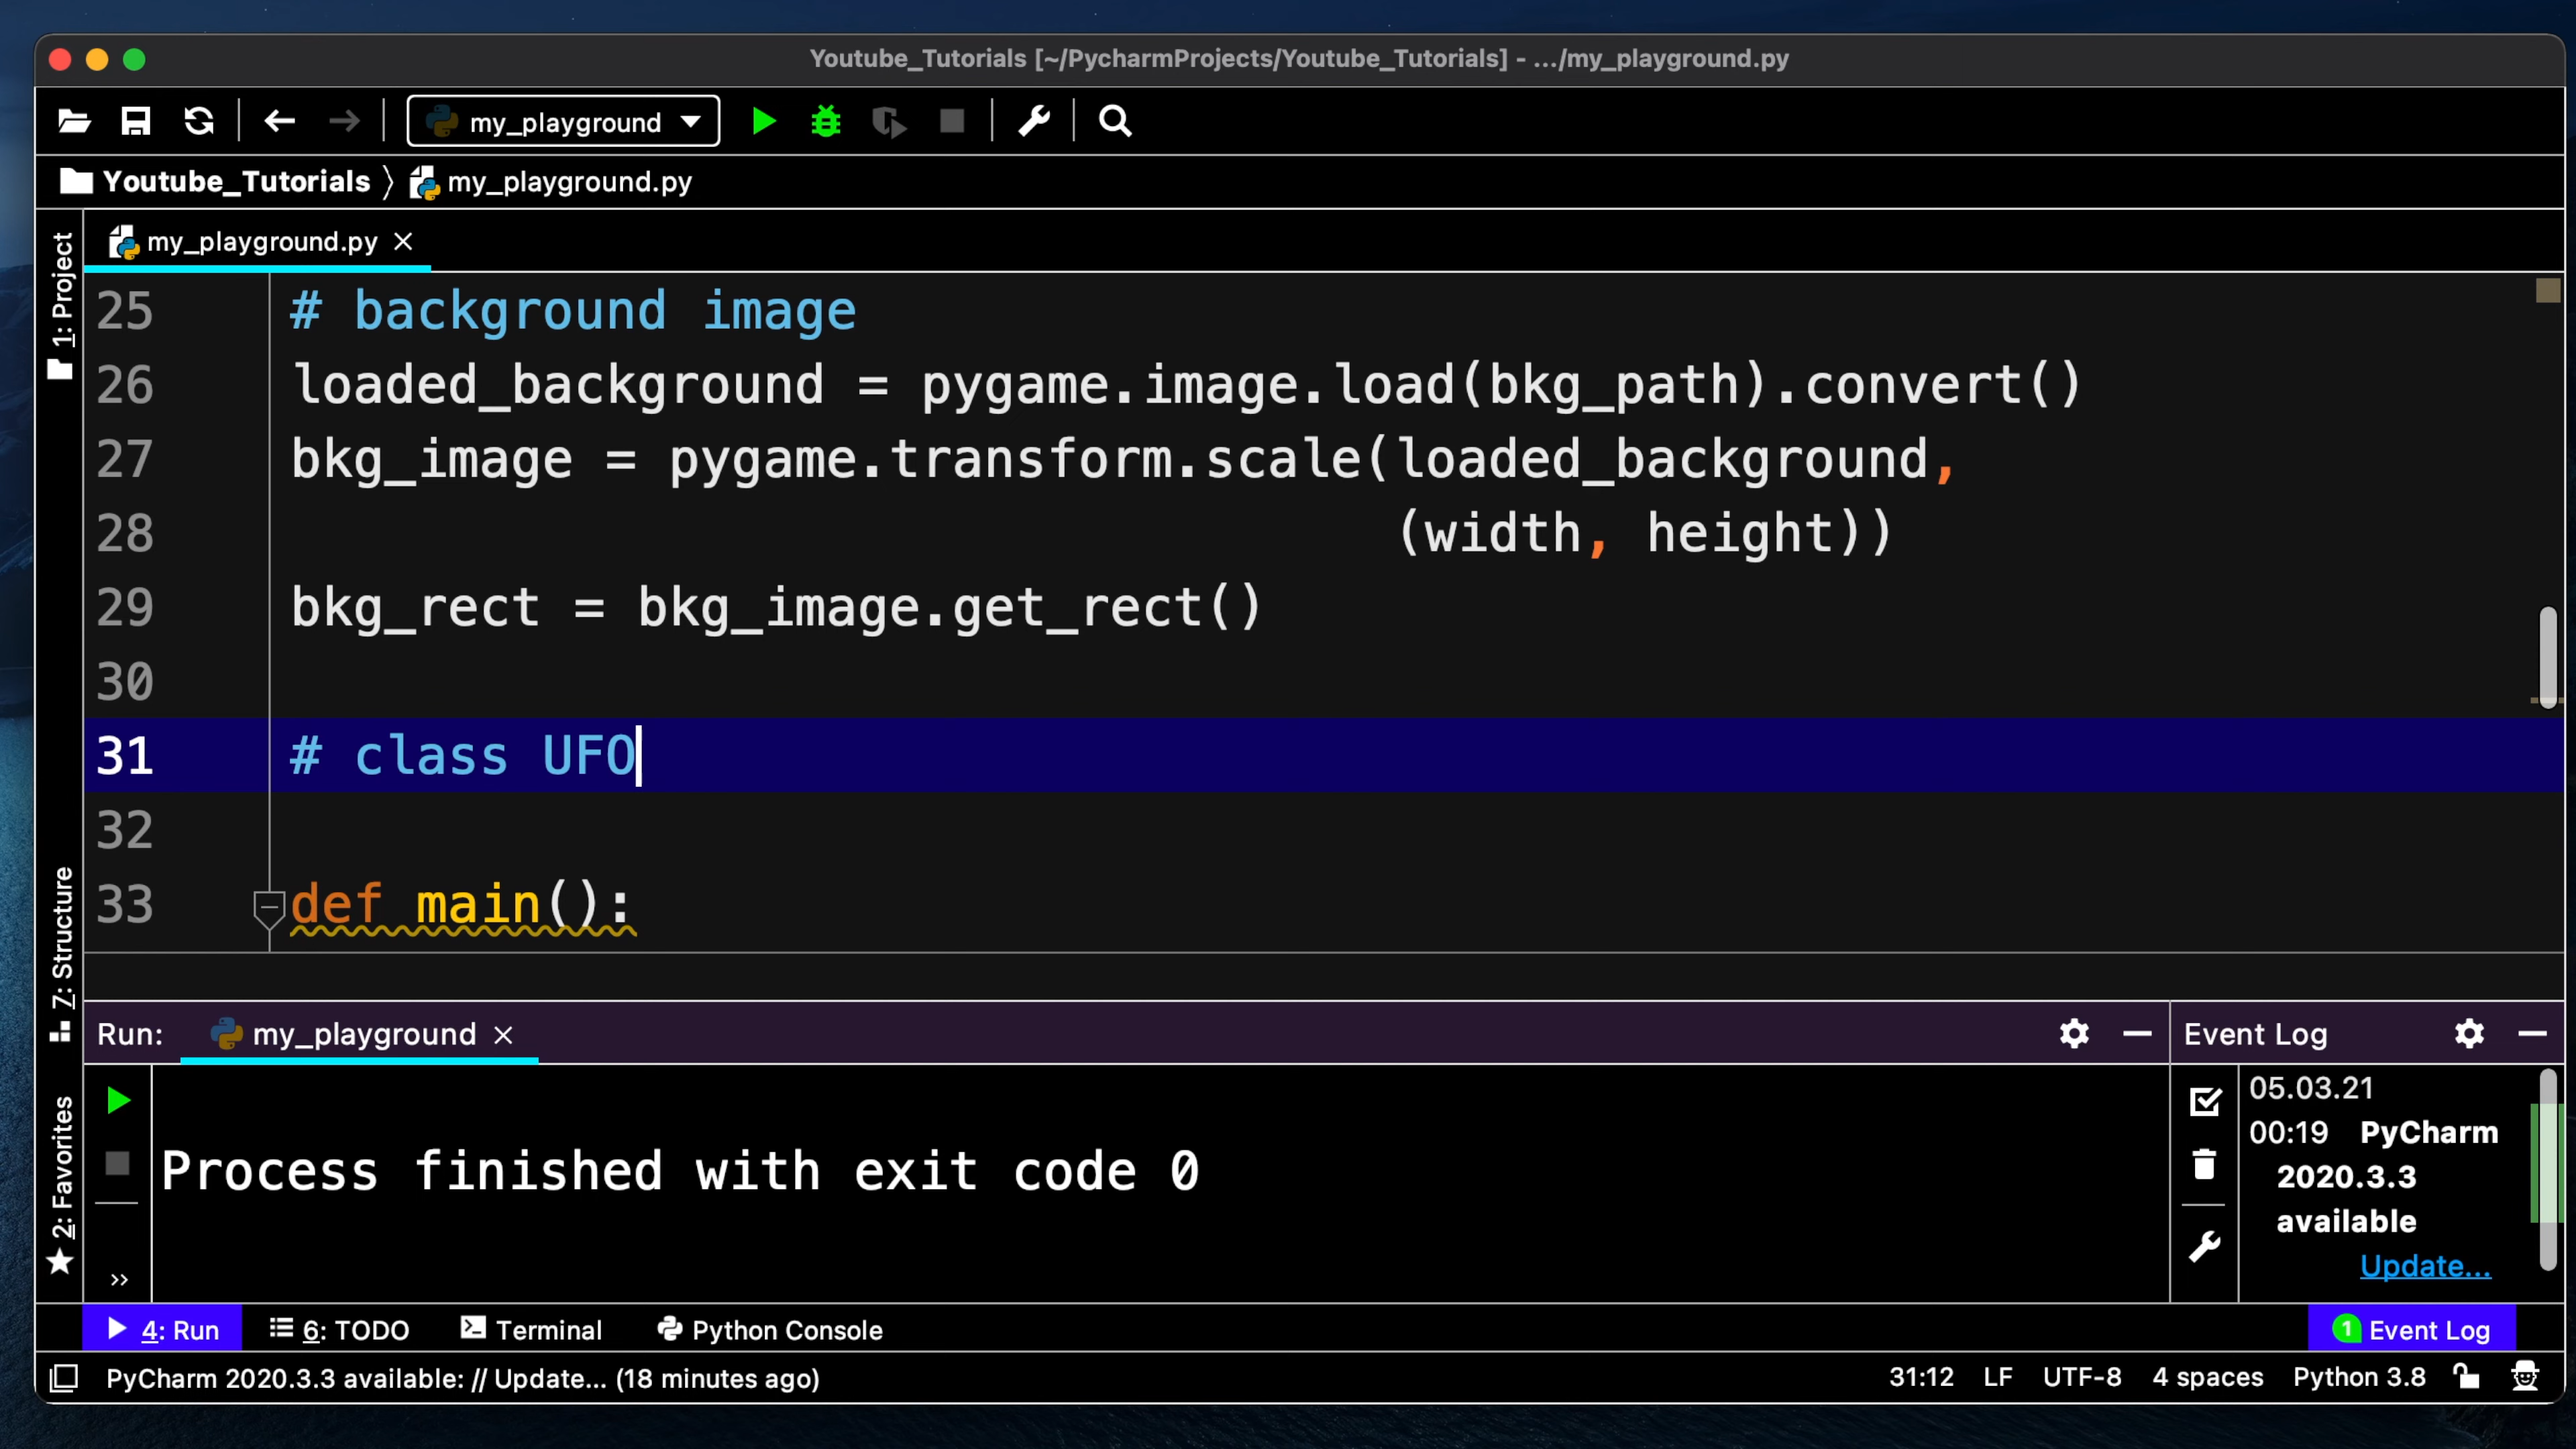 Youtube_Tutorials [~/PycharmProjects/Youtube_Tutorials] - .../my_playground.py
my_playground
Youtube_Tutorials my_playground.py
my_playground.py
1: Project
25 # background image
26 loaded_background = pygame.image.load(bkg_path).convert()
27 bkg_image = pygame.transform.scale(loaded_background,
28 (width, height))
29 bkg_rect = bkg_image.get_rect()
30
31 # class UFO
32
33 def main():
7: Structure
2: Favorites
Run: my_playground
Process finished with exit code 0
Event Log
05.03.21
00:19 PyCharm
2020.3.3
available
Update...
4: Run 6: TODO Terminal Python Console 1 Event Log
PyCharm 2020.3.3 available: // Update... (18 minutes ago) 31:12 LF UTF-8 4 spaces Python 3.8